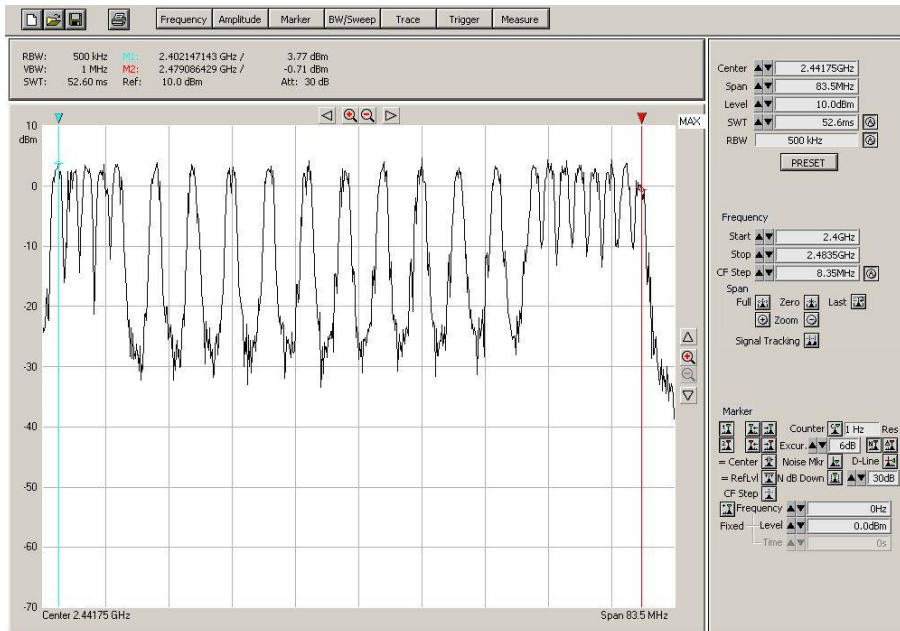 Frequency Amplitude Marker BW/Sweep Trace Trigger Measure
RBW: 500 kHz M1: 2.402147143 GHz / 3.77 dBm
VBW: 1 MHz M2: 2.479086429 GHz / -0.71 dBm
SWT: 52.60 ms Ref: 10.0 dBm Att: 30 dB
MAX
10
dBm
0
-10
-20
-30
-40
-50
-60
-70
Center 2.44175 GHz Span 83.5 MHz
Center 2.44175GHz
Span 83.5MHz
Level 10.0dBm
SWT 52.6ms
RBW 500 kHz
PRESET
Frequency
Start 2.4GHz
Stop 2.4835GHz
CF Step 8.35MHz
Span
Full Zero Last
Zoom
Signal Tracking
Marker
Counter 1 Hz Res
Excur. 6dB
= Center Noise Mkr D-Line
= RefLvl N dB Down 30dB
CF Step
Frequency 0Hz
Fixed Level 0.0dBm
Time 0s